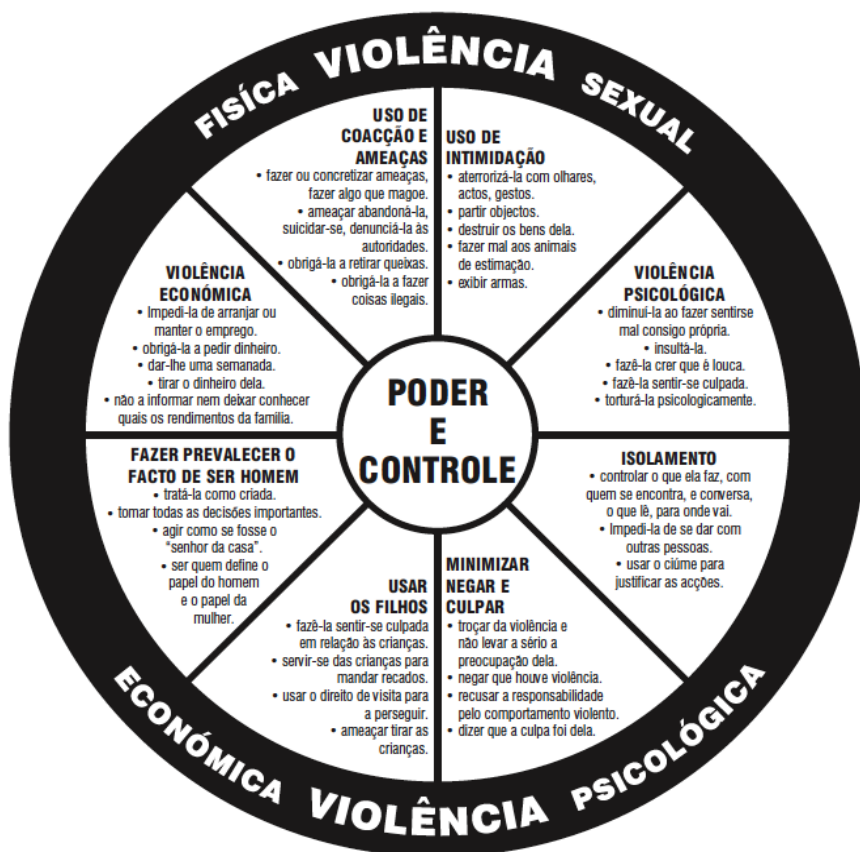 FISÍCA VIOLÊNCIA SEXUAL
USO DE
COACÇÃO E
AMEAÇAS
• fazer ou concretizar ameaças,
fazer algo que magoe.
• ameaçar abandoná-la,
suicidar-se, denunciá-la às
autoridades.
• obrigá-la a retirar queixas.
• obrigá-la a fazer
coisas ilegais.
USO DE
INTIMIDAÇÃO
• aterrorizá-la com olhares,
actos, gestos.
• partir objectos.
• destruir os bens dela.
• fazer mal aos animais
de estimação.
• exibir armas.
VIOLÊNCIA
ECONÓMICA
• Impedi-la de arranjar ou
manter o emprego.
• obrigá-la a pedir dinheiro.
• dar-lhe uma semanada.
• tirar o dinheiro dela.
• não a informar nem deixar conhecer
quais os rendimentos da familia.
VIOLÊNCIA
PSICOLÓGICA
• diminuí-la ao fazer sentirse
mal consigo própria.
• insultá-la.
• fazê-la crer que é louca.
• fazê-la sentir-se culpada.
• torturá-la psicologicamente.
PODER
E
CONTROLE
FAZER PREVALECER O
FACTO DE SER HOMEM
• tratá-la como criada.
• tomar todas as decisões importantes.
• agir como se fosse o
“senhor da casa”.
• ser quem define o
papel do homem
e o papel da
mulher.
ISOLAMENTO
• controlar o que ela faz, com
quem se encontra, e conversa,
o que lê, para onde vai.
• Impedi-la de se dar com
outras pessoas.
• usar o ciúme para
justificar as acções.
USAR
OS FILHOS
• fazê-la sentir-se culpada
em relação às crianças.
• servir-se das crianças para
mandar recados.
• usar o direito de visita para
a perseguir.
• ameaçar tirar as
crianças.
MINIMIZAR
NEGAR E
CULPAR
• troçar da violência e
não levar a sério a
preocupação dela.
• negar que houve violência.
• recusar a responsabilidade
pelo comportamento violento.
• dizer que a culpa foi dela.
ECONÓMICA VIOLÊNCIA PSICOLÓGICA